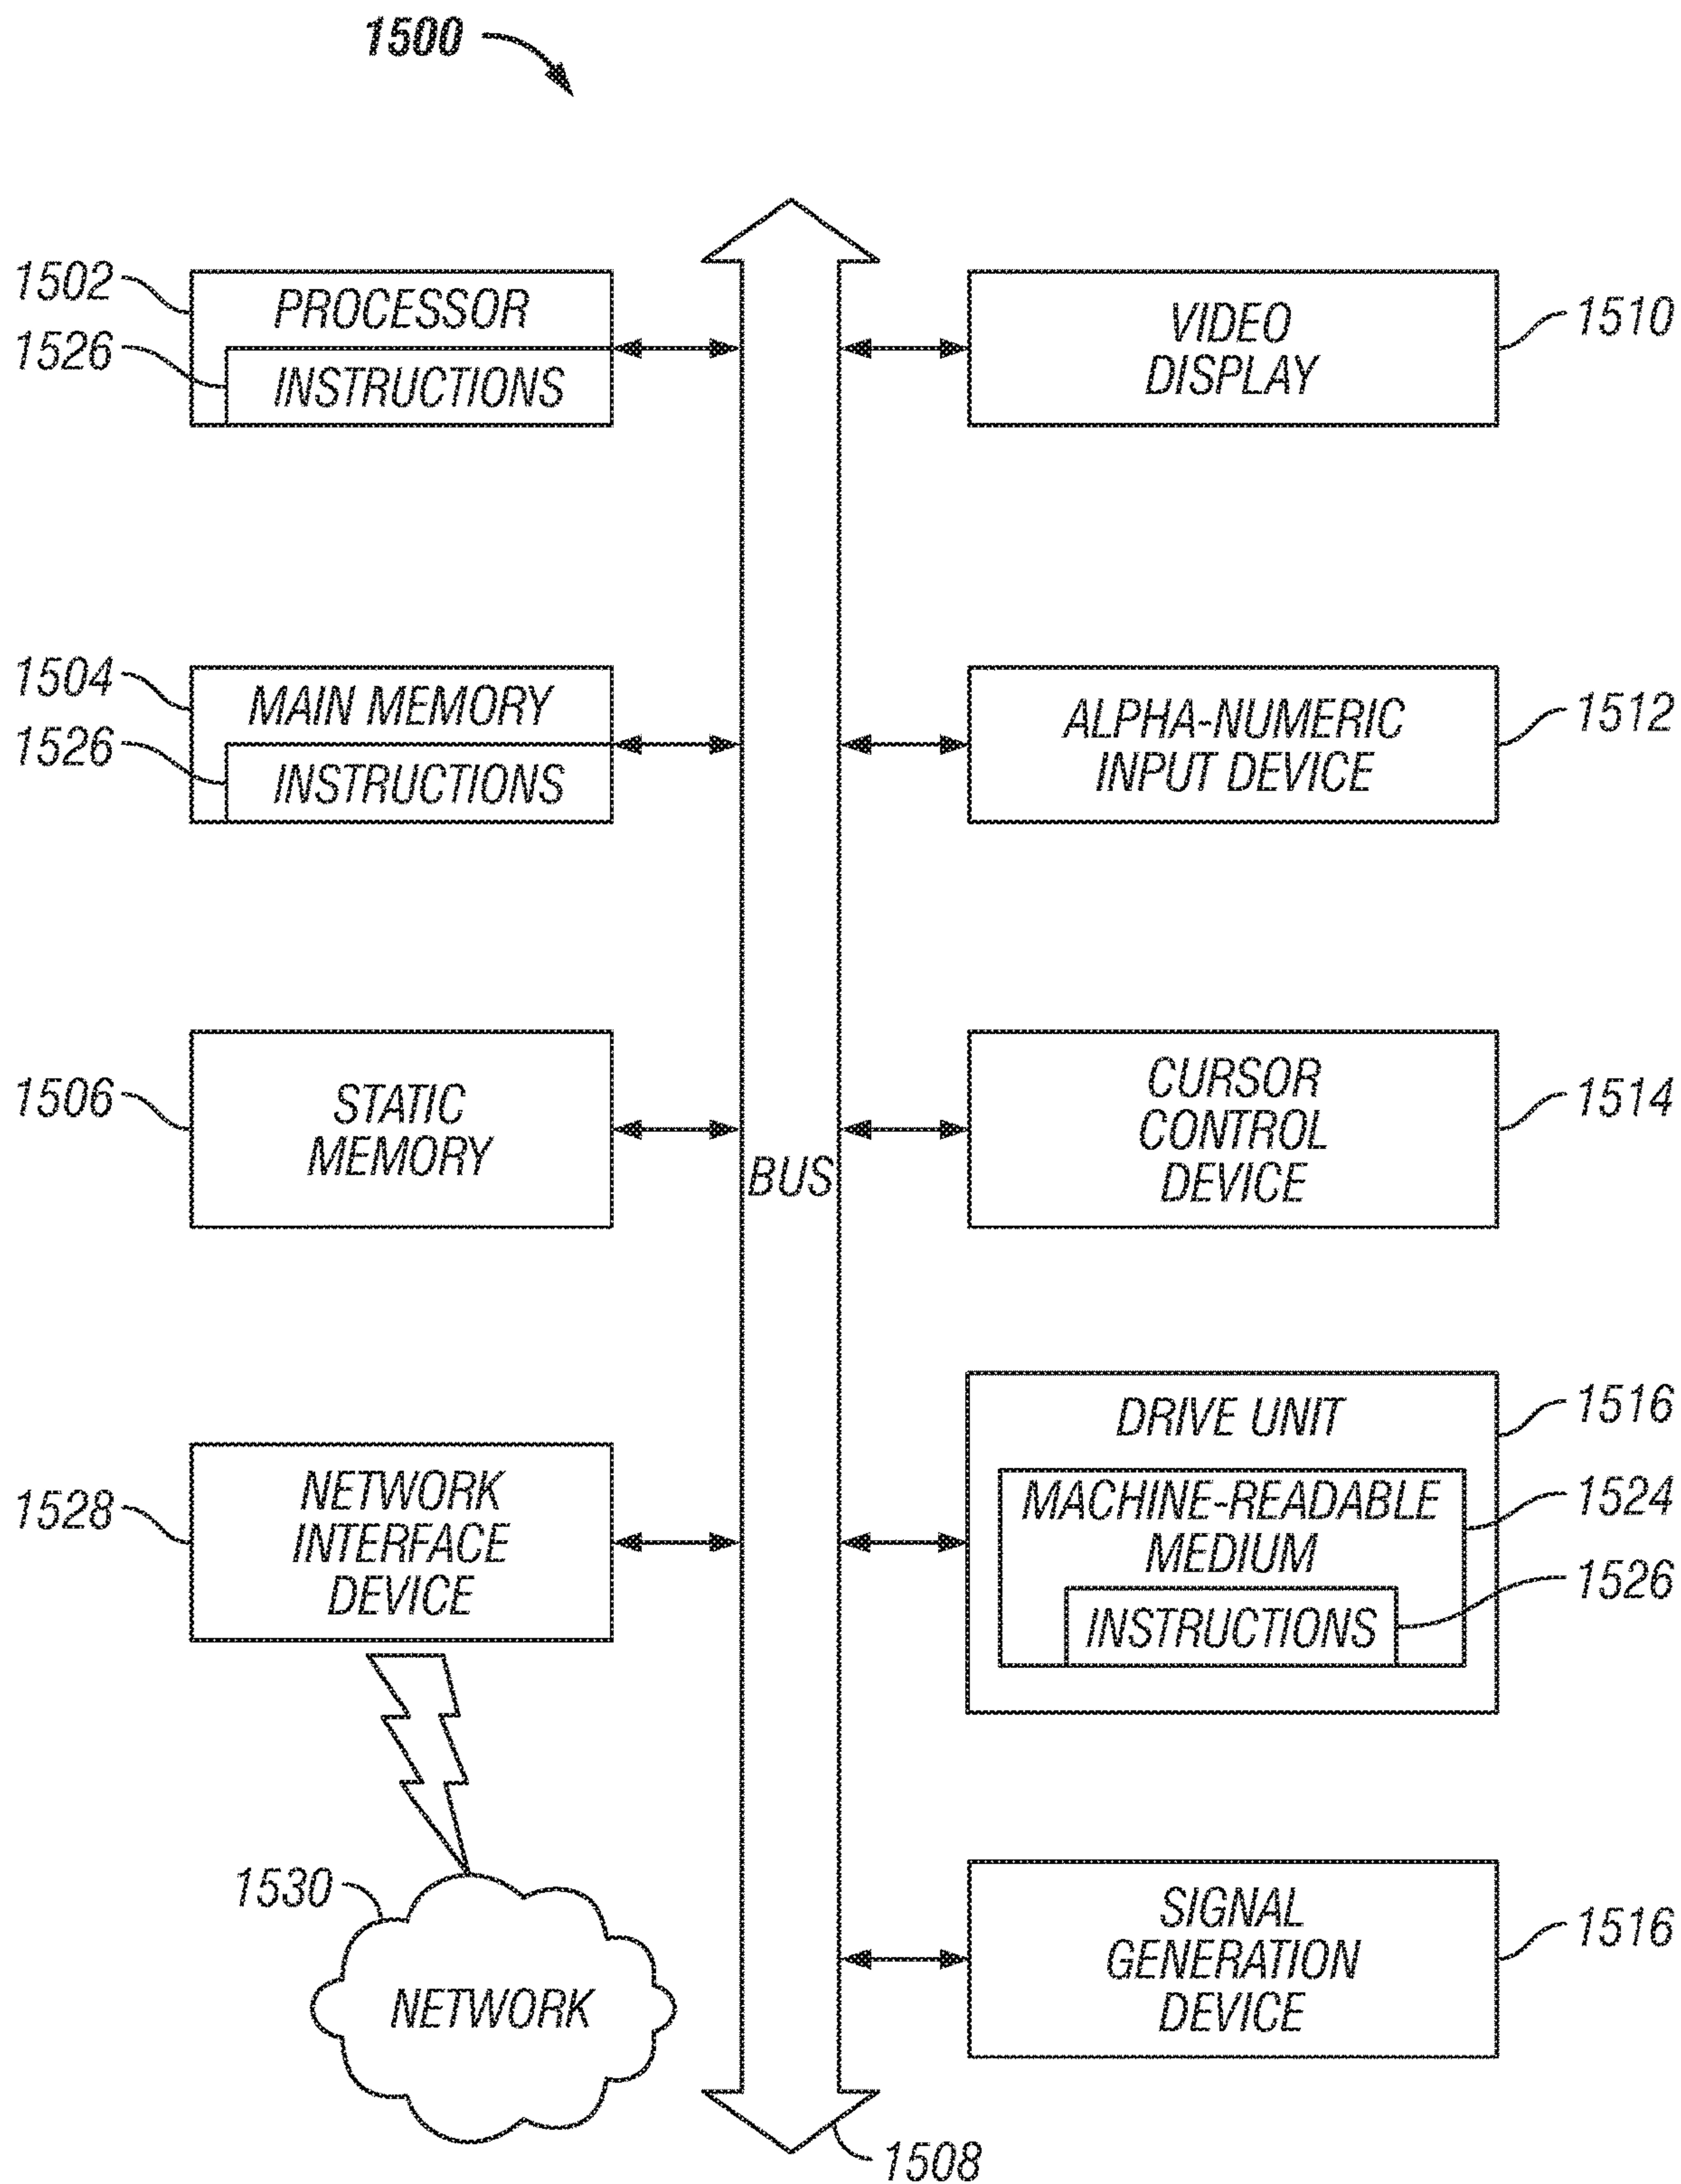 1500
1502
PROCESSOR
1526
INSTRUCTIONS
VIDEO
DISPLAY
1510
1504
MAIN MEMORY
1526
INSTRUCTIONS
ALPHA-NUMERIC
INPUT DEVICE
1512
1506
STATIC
MEMORY
BUS
CURSOR
CONTROL
DEVICE
1514
1528
NETWORK
INTERFACE
DEVICE
DRIVE UNIT
1516
MACHINE-READABLE
MEDIUM
1524
INSTRUCTIONS
1526
1530
NETWORK
SIGNAL
GENERATION
DEVICE
1516
1508